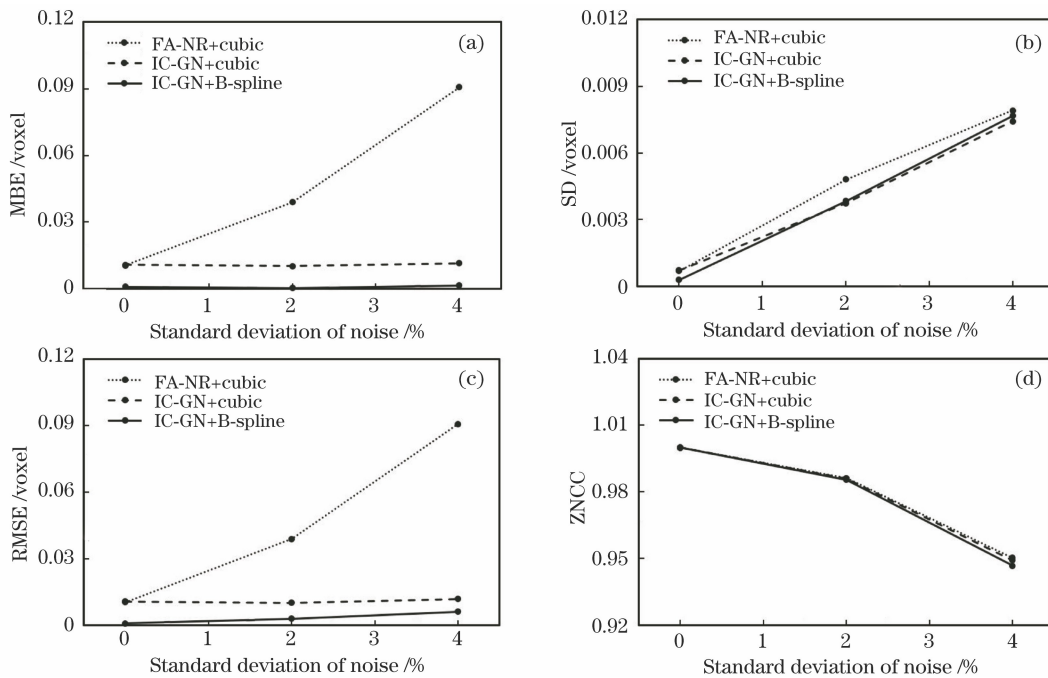 0.12
(a)
FA-NR+cubic
IC-GN+cubic
IC-GN+B-spline
0.09
0.06
0.03
0
MBE /voxel
0 1 2 3 4
Standard deviation of noise /%
0.012
(b)
FA-NR+cubic
IC-GN+cubic
IC-GN+B-spline
0.009
0.006
0.003
0
SD /voxel
0 1 2 3 4
Standard deviation of noise /%
0.12
(c)
FA-NR+cubic
IC-GN+cubic
IC-GN+B-spline
0.09
0.06
0.03
0
RMSE /voxel
0 1 2 3 4
Standard deviation of noise /%
1.04
(d)
FA-NR+cubic
IC-GN+cubic
IC-GN+B-spline
1.01
0.98
0.95
0.92
ZNCC
0 1 2 3 4
Standard deviation of noise /%